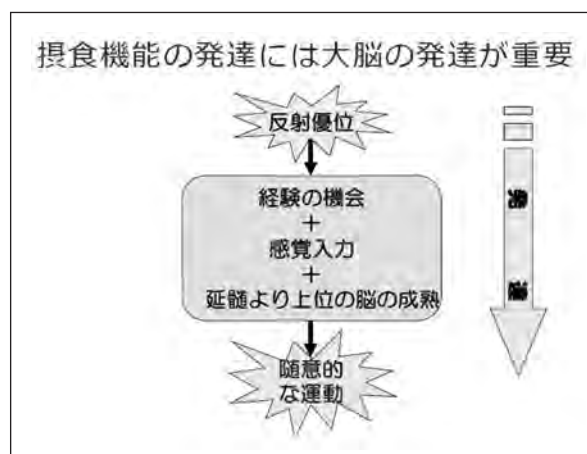 摂食機能の発達には大脳の発達が重要
反射優位
経験の機会
＋
感覚入力
＋
延髄より上位の脳の成熟
随意的
な運動